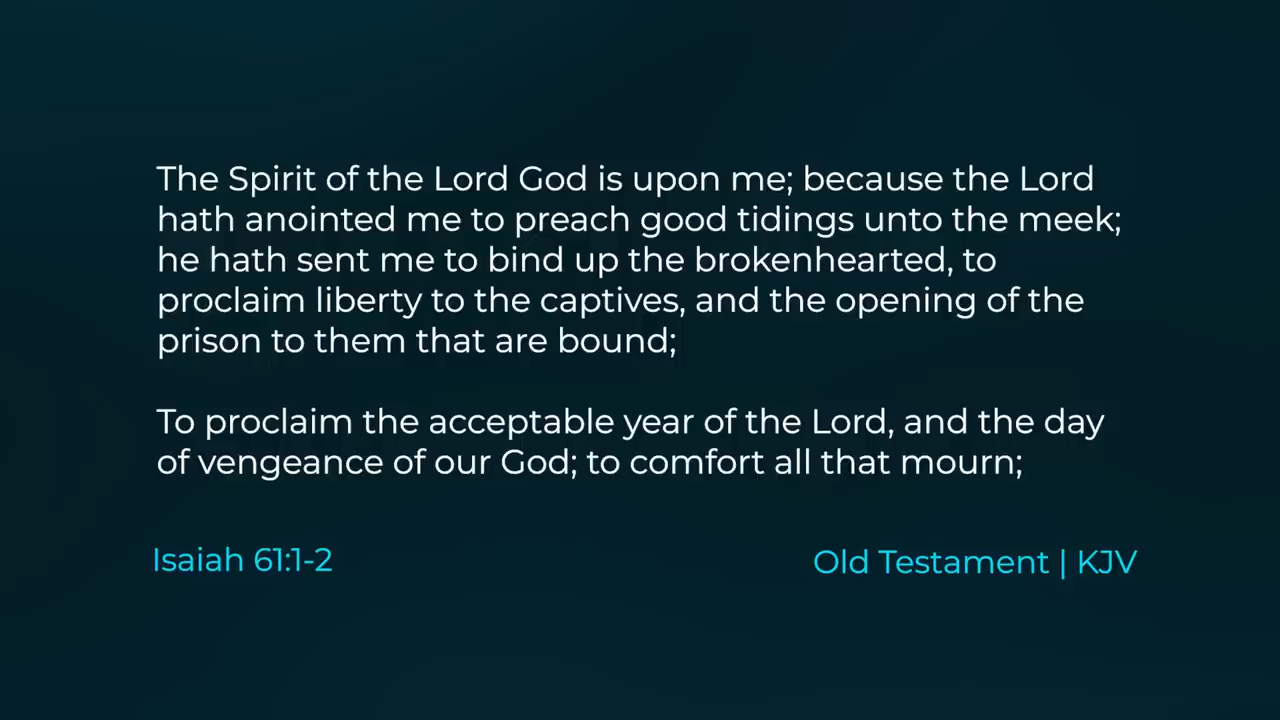 The Spirit of the Lord God is upon me; because the Lord
hath anointed me to preach good tidings unto the meek;
he hath sent me to bind up the brokenhearted, to
proclaim liberty to the captives, and the opening of the
prison to them that are bound;
To proclaim the acceptable year of the Lord, and the day
of vengeance of our God; to comfort all that mourn;
Isaiah 61:1-2
Old Testament | KJV